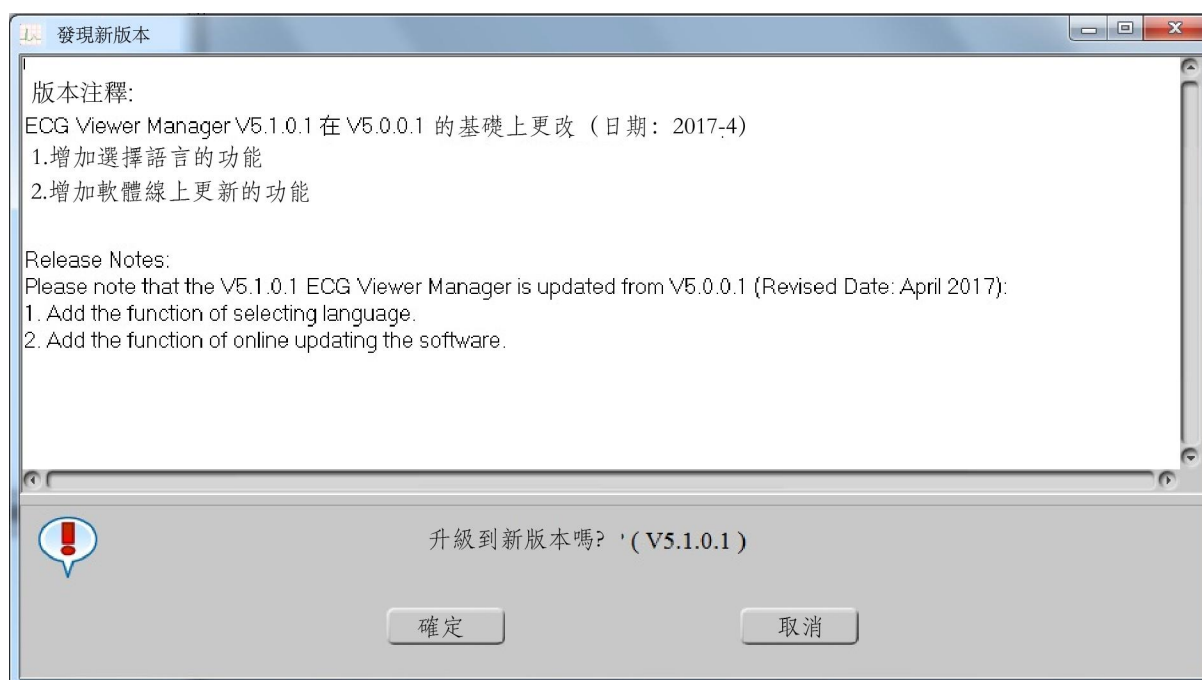 發現新版本
版本注釋:
ECG Viewer Manager V5.1.0.1 在 V5.0.0.1 的基礎上更改 (日期: 2017-4)
1.增加選擇語言的功能
2.增加軟體線上更新的功能
Release Notes:
Please note that the V5.1.0.1 ECG Viewer Manager is updated from V5.0.0.1 (Revised Date: April 2017):
1. Add the function of selecting language.
2. Add the function of online updating the software.
升級到新版本嗎? '( V5.1.0.1 )
確定
取消